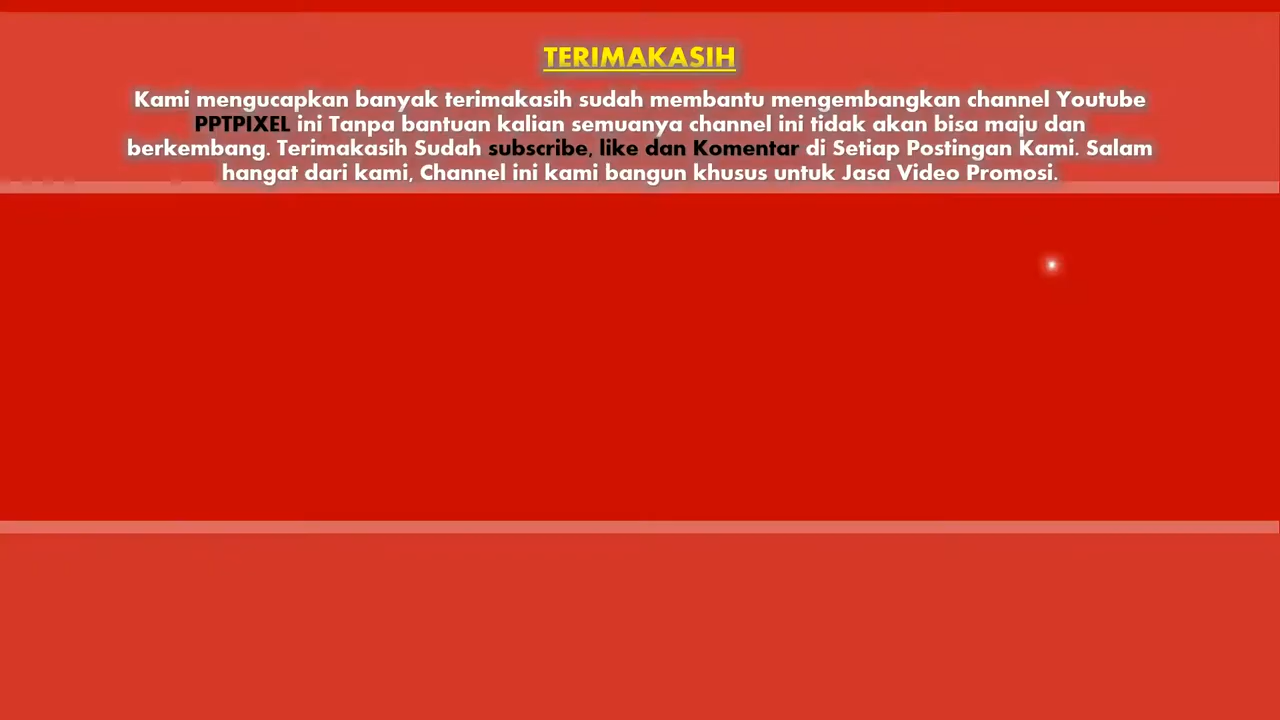 TERIMAKASIH
Kami mengucapkan banyak terimakasih sudah membantu mengembangkan channel Youtube
PPTPIXEL ini Tanpa bantuan kalian semuanya channel ini tidak akan bisa maju dan
berkembang. Terimakasih Sudah subscribe, like dan Komentar di Setiap Postingan Kami. Salam
hangat dari kami, Channel ini kami bangun khusus untuk Jasa Video Promosi.